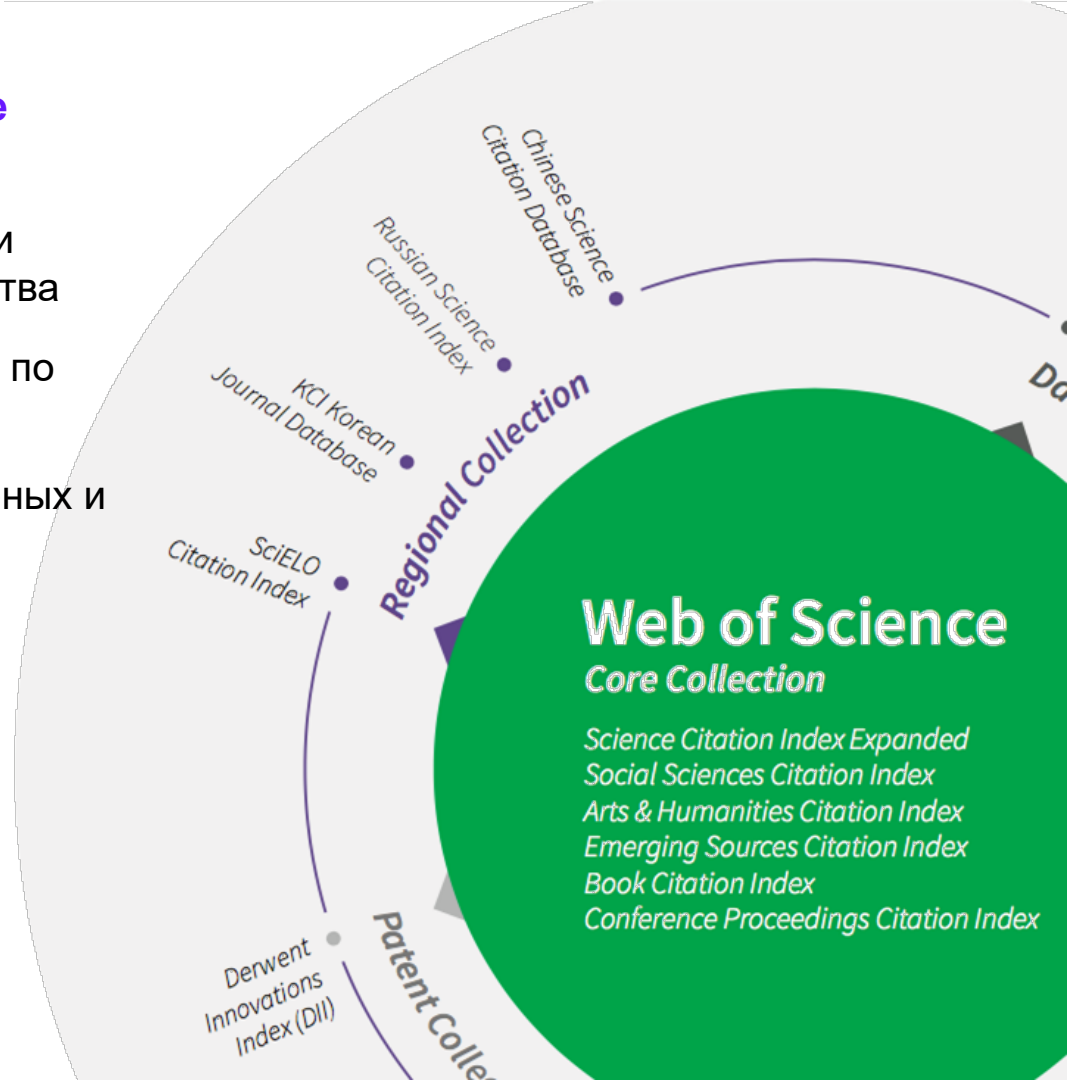 е
и
тва
по
ных и
Chinese Science
Citation Database
Russian Science
Citation Index
KCI Korean
Journal Database
SciELO
Citation Index
Regional Collection
Da
Web of Science
Core Collection
Science Citation Index Expanded
Social Sciences Citation Index
Arts & Humanities Citation Index
Emerging Sources Citation Index
Book Citation Index
Conference Proceedings Citation Index
Patent Colle
Derwent
Innovations
Index (DII)